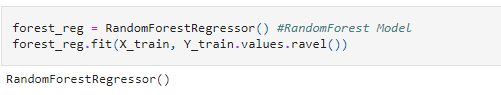 forest_reg = RandomForestRegressor() #RandomForest Model
forest_reg.fit(X_train, Y_train.values.ravel())
RandomForestRegressor()